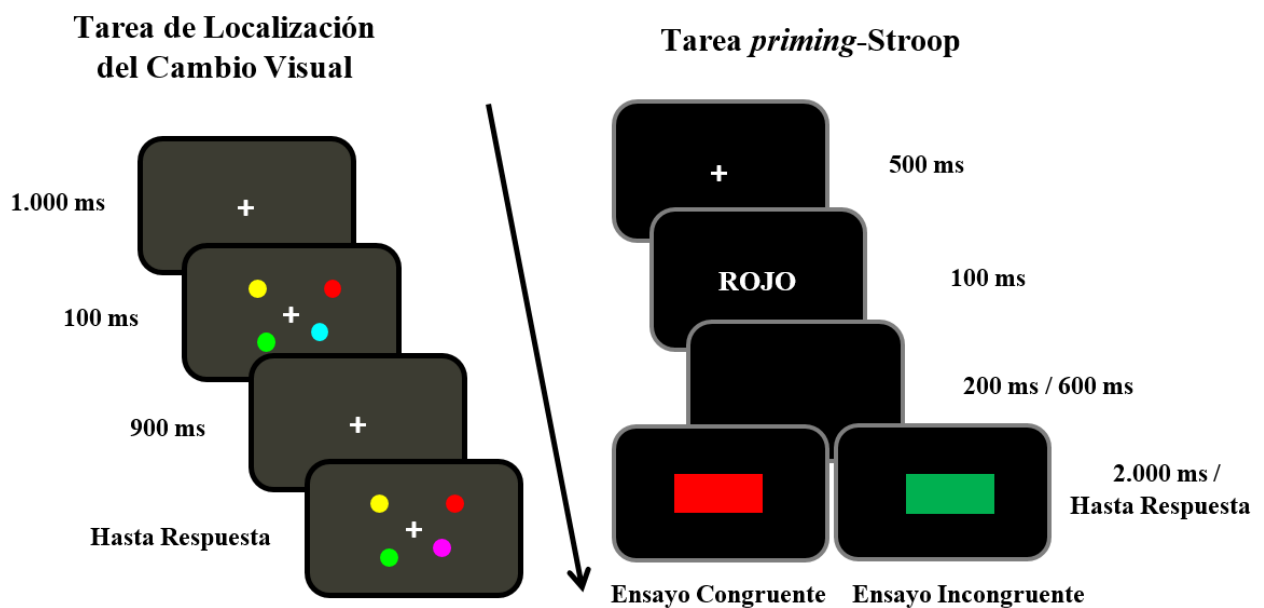 Tarea de Localización
del Cambio Visual
1.000 ms
100 ms
900 ms
Hasta Respuesta
Tarea priming-Stroop
500 ms
ROJO
100 ms
200 ms / 600 ms
2.000 ms /
Hasta Respuesta
Ensayo Congruente
Ensayo Incongruente